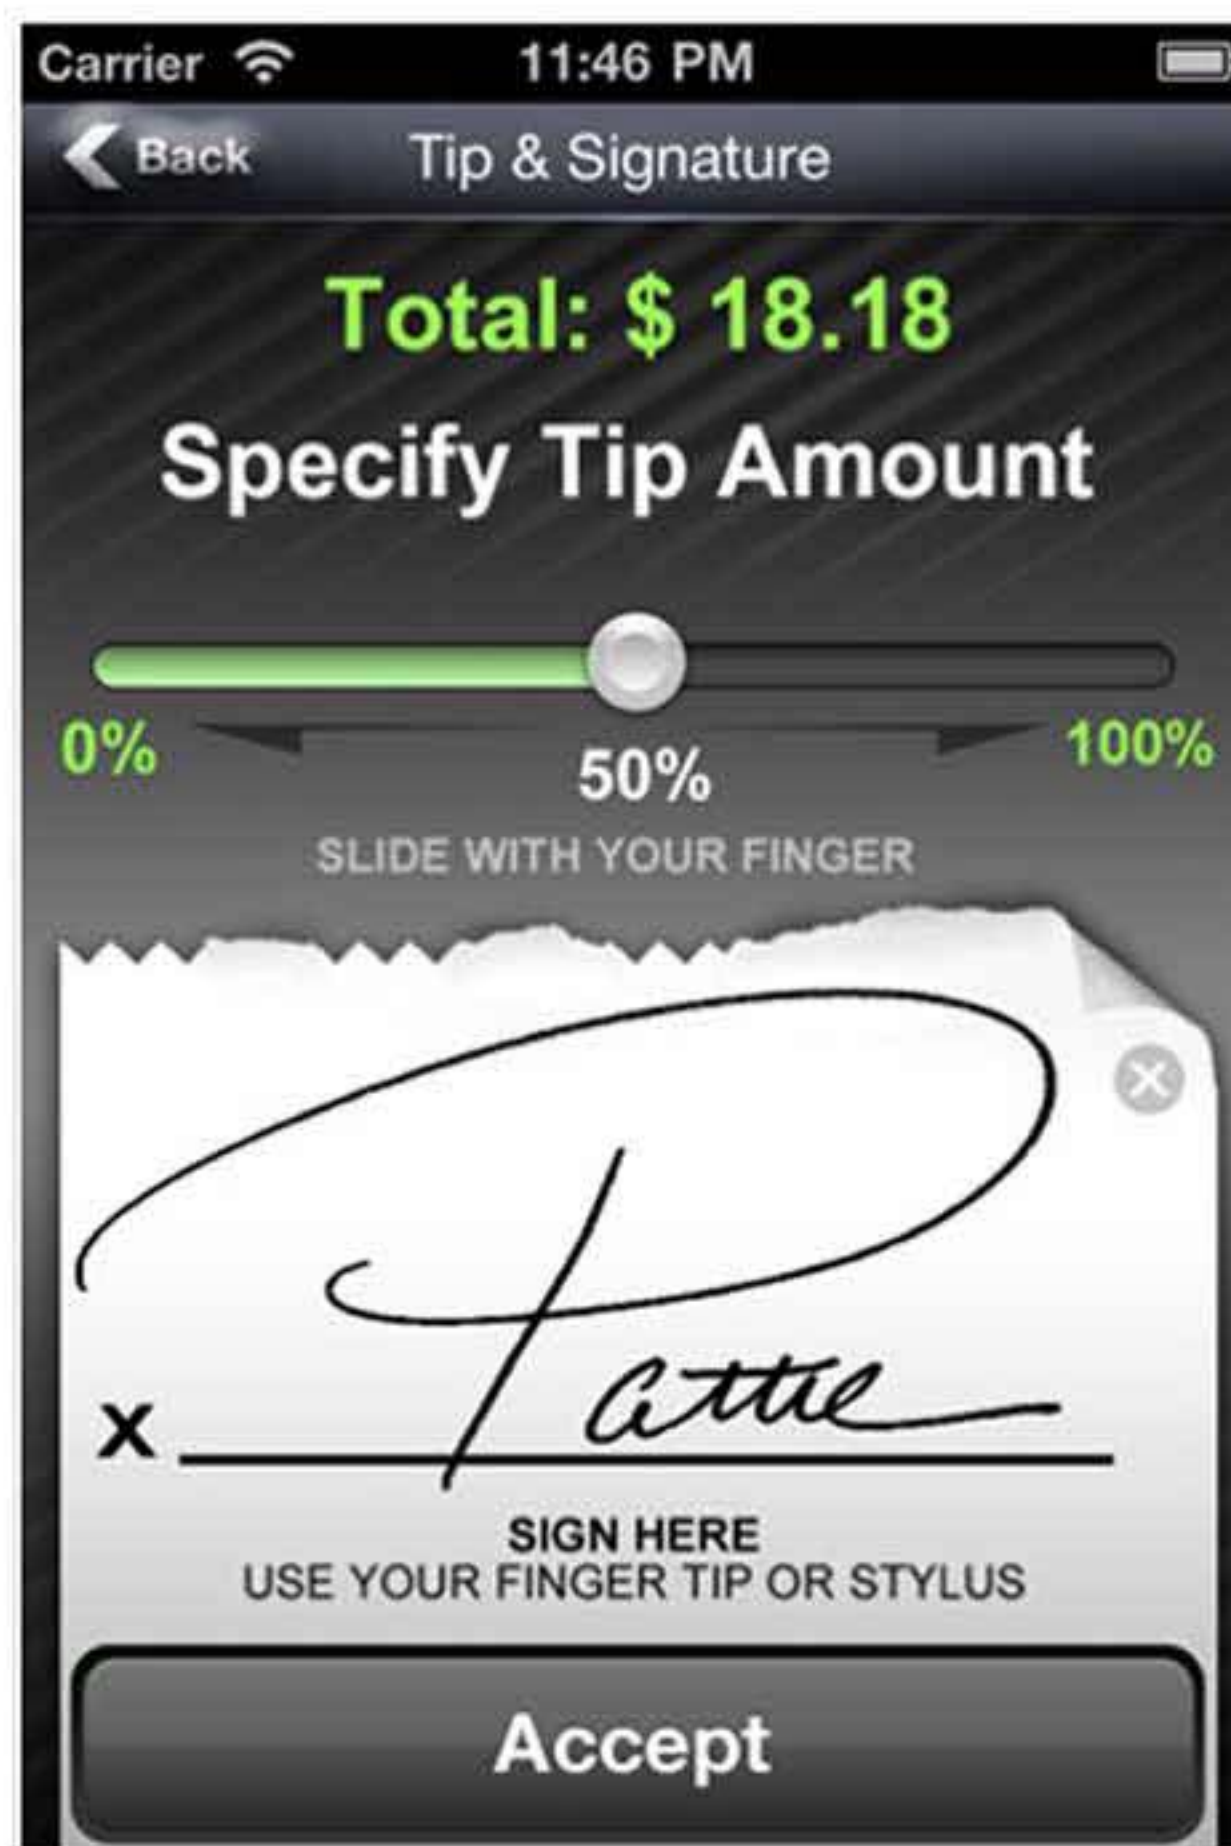 Carrier 11:46 PM
Back Tip & Signature
Total: $ 18.18
Specify Tip Amount
0% 50% 100%
SLIDE WITH YOUR FINGER
Pattie
X
SIGN HERE
USE YOUR FINGER TIP OR STYLUS
Accept